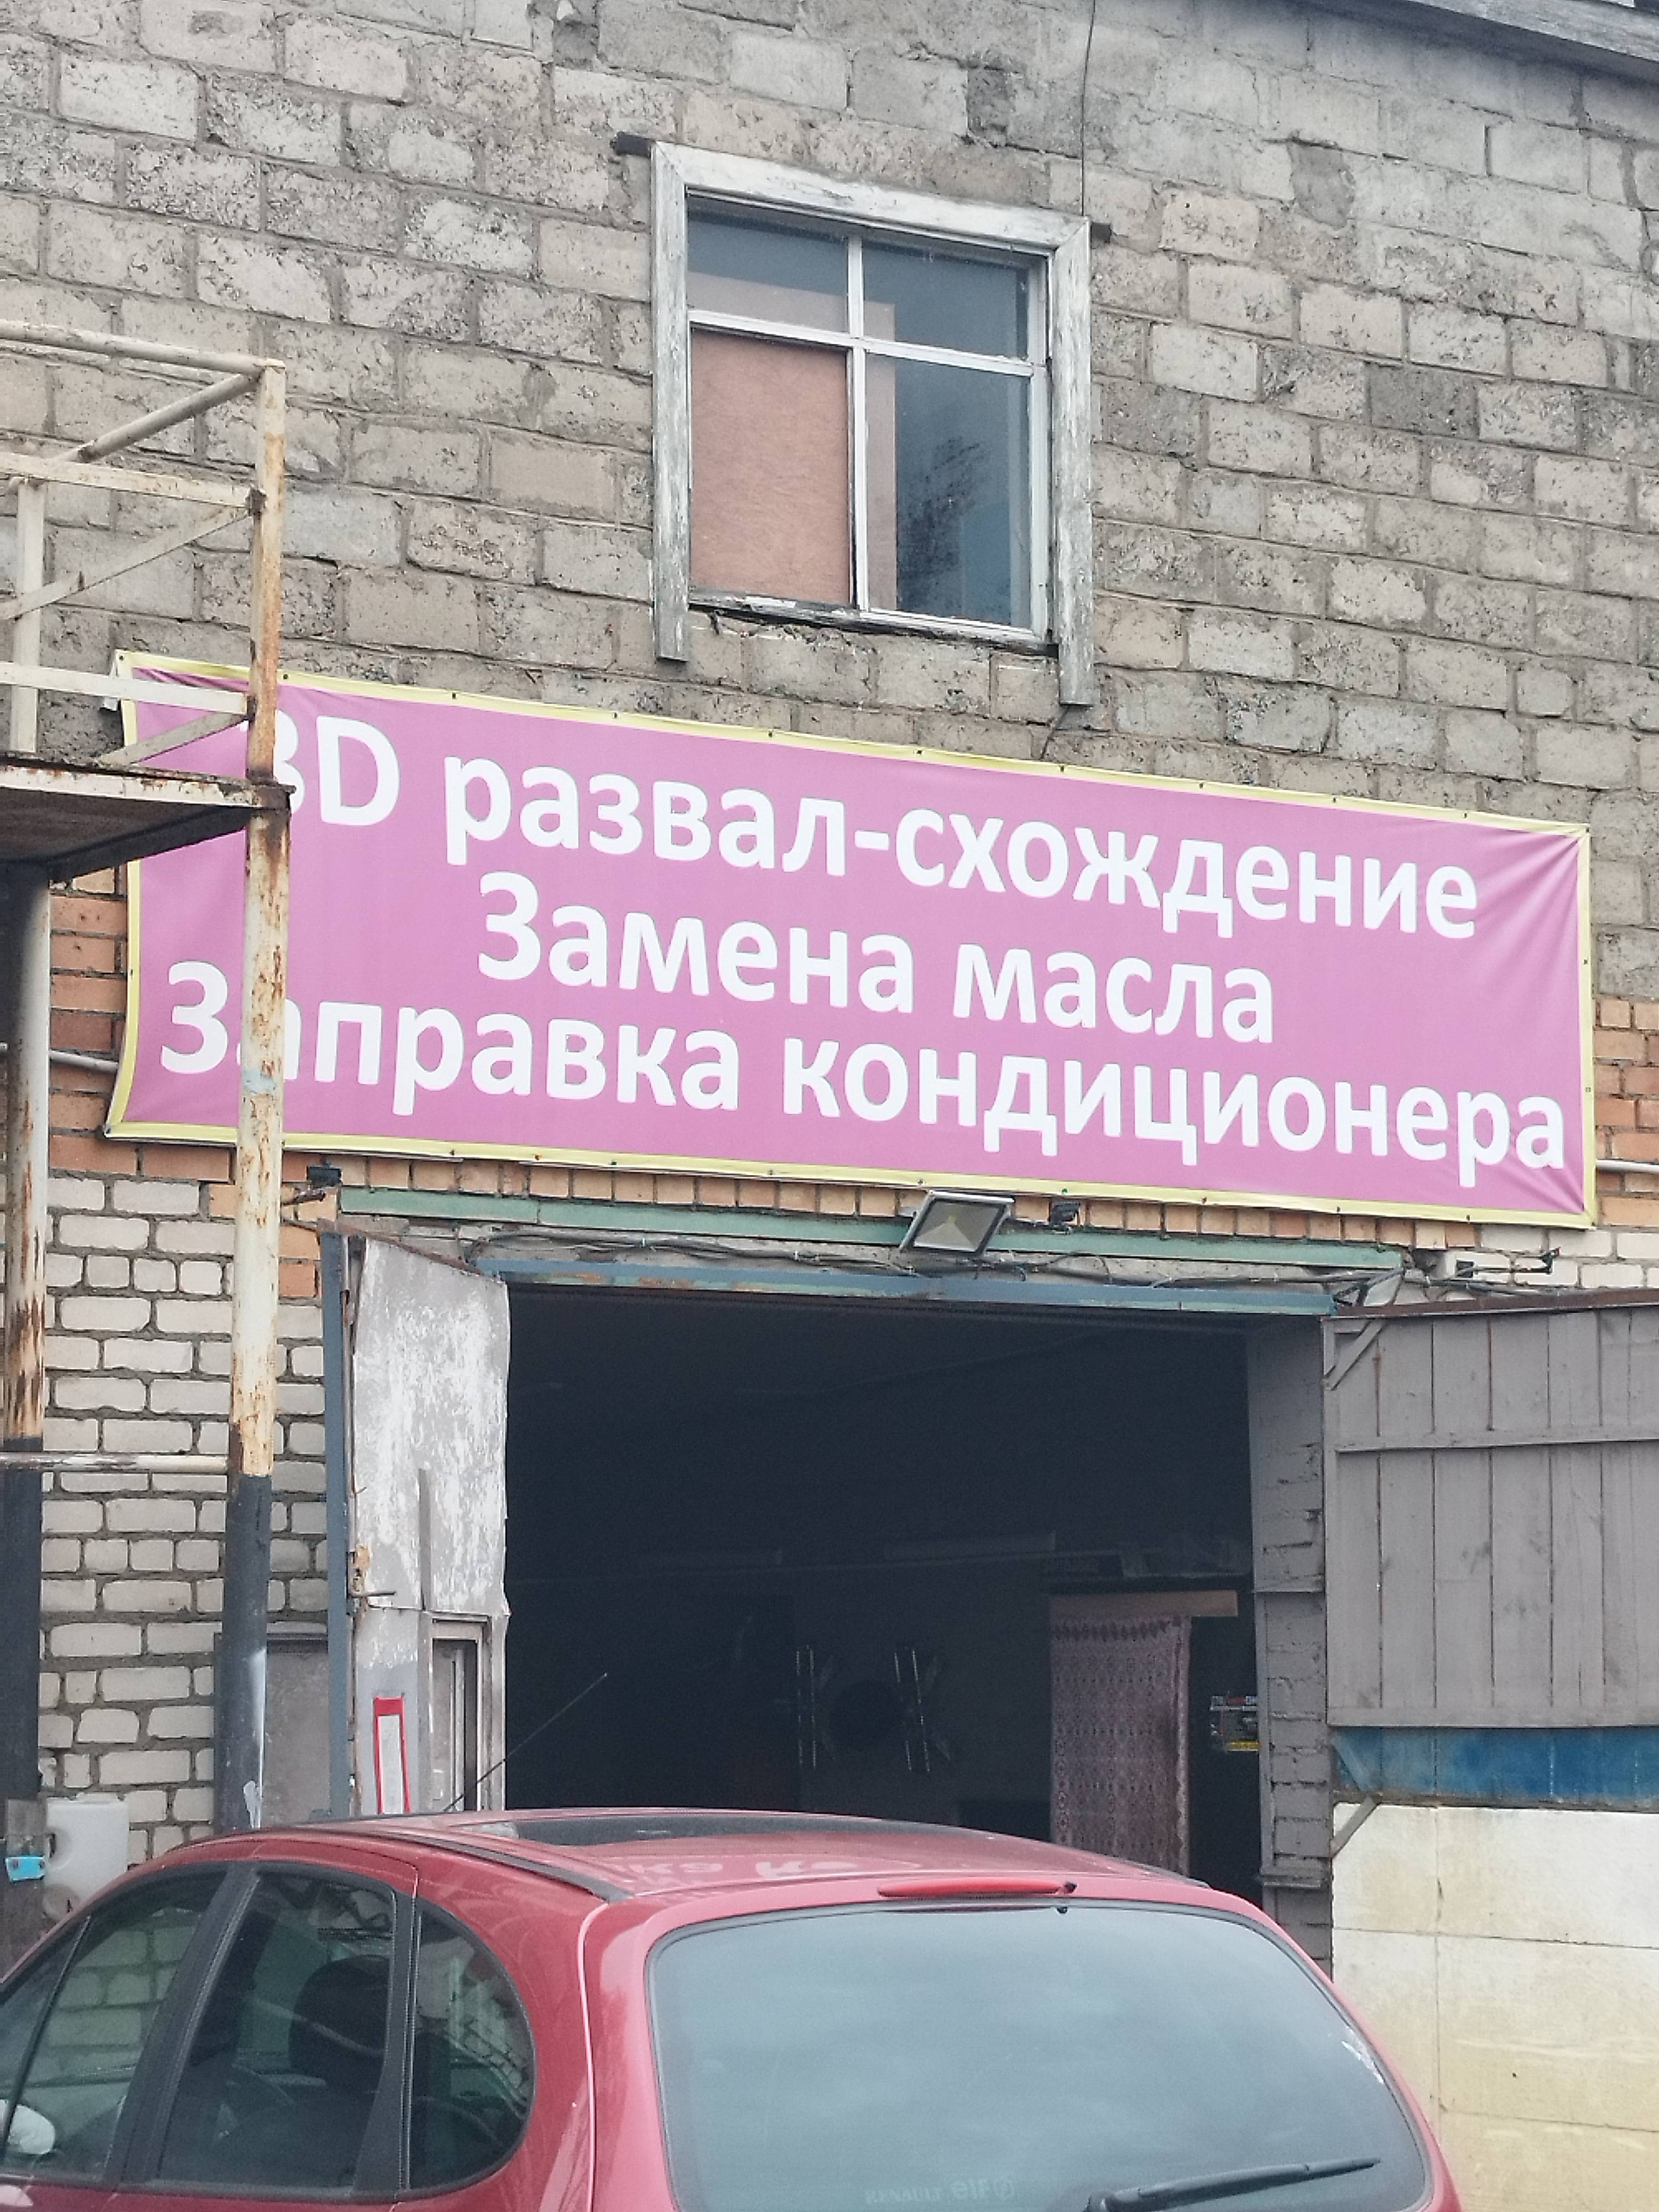 3D развал-схождение
Замена масла
Заправка кондиционера